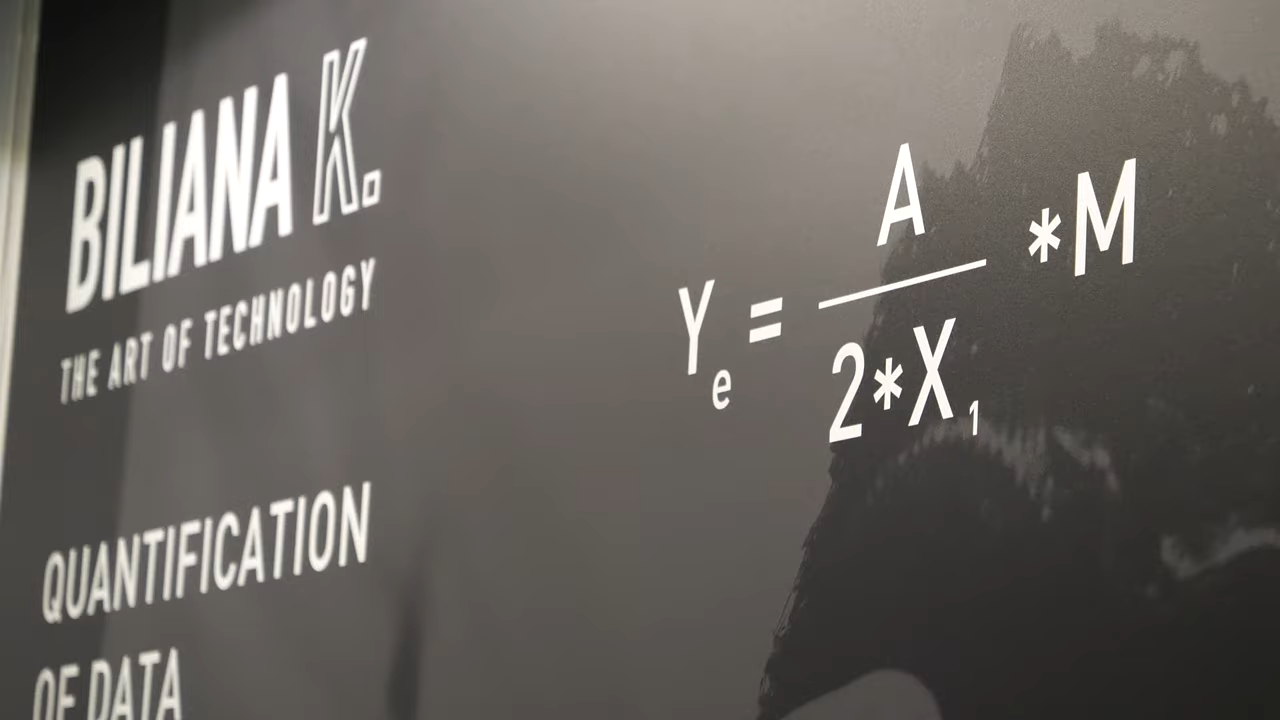 BILIANA K.
THE ART OF TECHNOLOGY
QUANTIFICATION
OF DATA
Yₑ = A / 2*X₁ *M